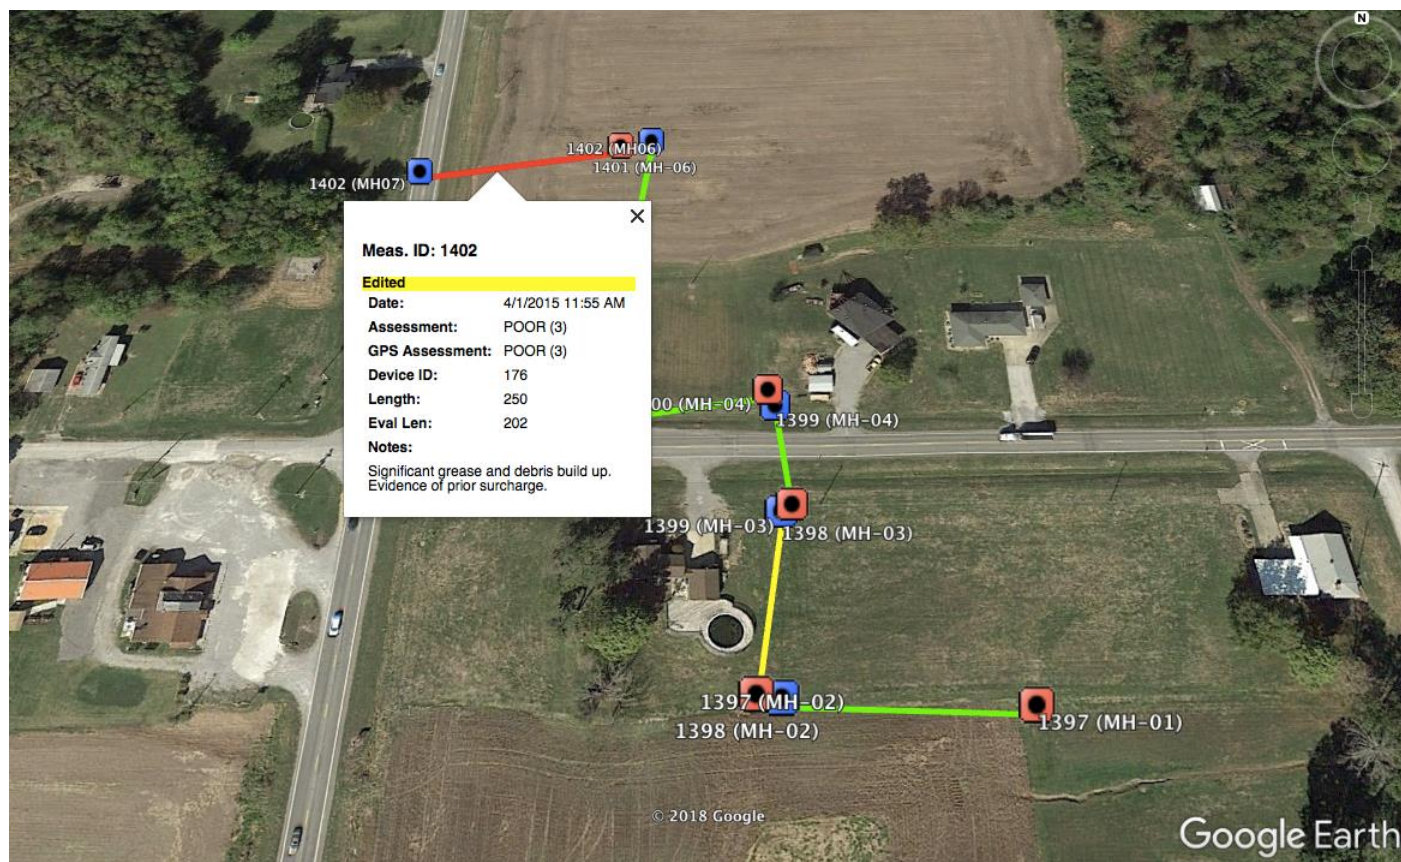 N
1402 (MH06)
1401 (MH-06)
1402 (MH07)
Meas. ID: 1402
Edited
Date: 4/1/2015 11:55 AM
Assessment: POOR (3)
GPS Assessment: POOR (3)
Device ID: 176
Length: 250
Eval Len: 202
Notes:
Significant grease and debris build up.
Evidence of prior surcharge.
00 (MH-04)
1399 (MH-04)
1399 (MH-03)
1398 (MH-03)
1397 (MH-02)
1398 (MH-02)
1397 (MH-01)
© 2018 Google
Google Earth